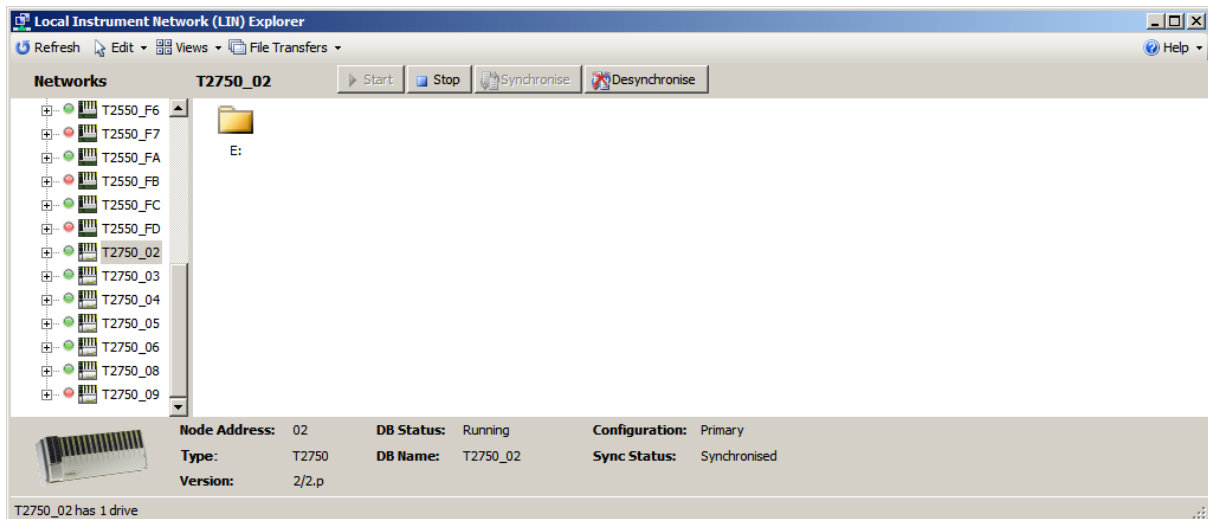 Local Instrument Network (LIN) Explorer
Refresh Edit Views File Transfers Help
Networks T2750_02 Start Stop Synchronise Desynchronise
T2550_F6
T2550_F7
E:
T2550_FA
T2550_FB
T2550_FC
T2550_FD
T2750_02
T2750_03
T2750_04
T2750_05
T2750_06
T2750_08
T2750_09
Node Address: 02 DB Status: Running Configuration: Primary
Type: T2750 DB Name: T2750_02 Sync Status: Synchronised
Version: 2/2.p
T2750_02 has 1 drive